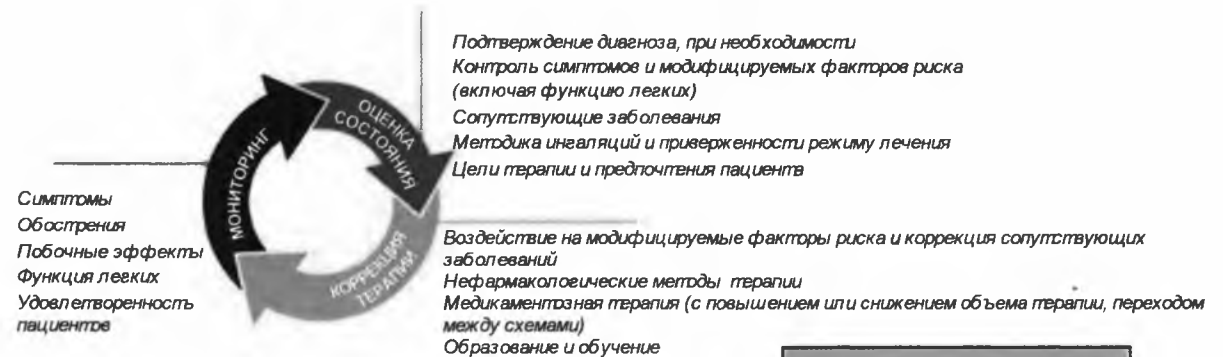 Подтверждение диагноза, при необходимости
Контроль симптомов и модифицируемых факторов риска
(включая функцию легких)
Сопутствующие заболевания
Методика ингаляций и приверженности режиму лечения
Цели терапии и предпочтения пациента
ОЦЕНКА
СОСТОЯНИЯ
МОНИТОРИНГ
КОРРЕКЦИЯ
ТЕРАПИИ
Симптомы
Обострения
Побочные эффекты
Функция легких
Удовлетворенность
пациентов
Воздействие на модифицируемые факторы риска и коррекция сопутствующих
заболеваний
Нефармакологические методы терапии
Медикаментозная терапия (с повышением или снижением объема терапии, переходом
между схемами)
Образование и обучение